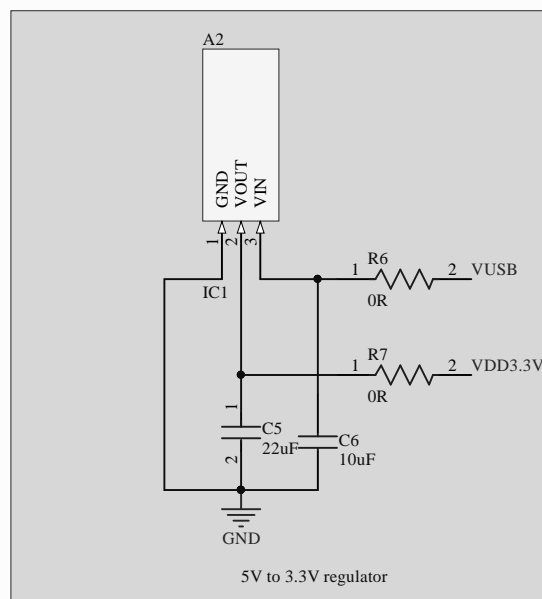 A2
GND
VOUT
VIN
1
2
3
IC1
R6
1
2
VUSB
0R
R7
1
2
VDD3.3V
0R
1
C5
22uF
2
C6
10uF
GND
5V to 3.3V regulator